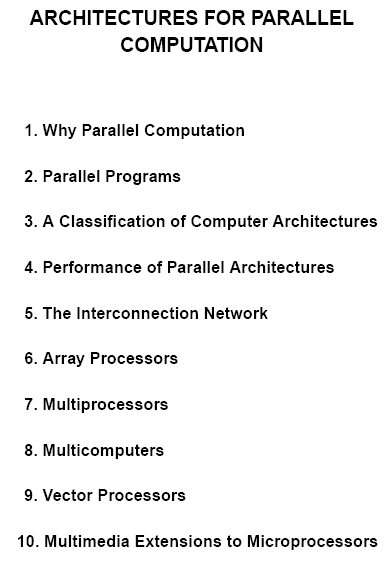 ARCHITECTURES FOR PARALLEL
COMPUTATION
1. Why Parallel Computation
2. Parallel Programs
3. A Classification of Computer Architectures
4. Performance of Parallel Architectures
5. The Interconnection Network
6. Array Processors
7. Multiprocessors
8. Multicomputers
9. Vector Processors
10. Multimedia Extensions to Microprocessors